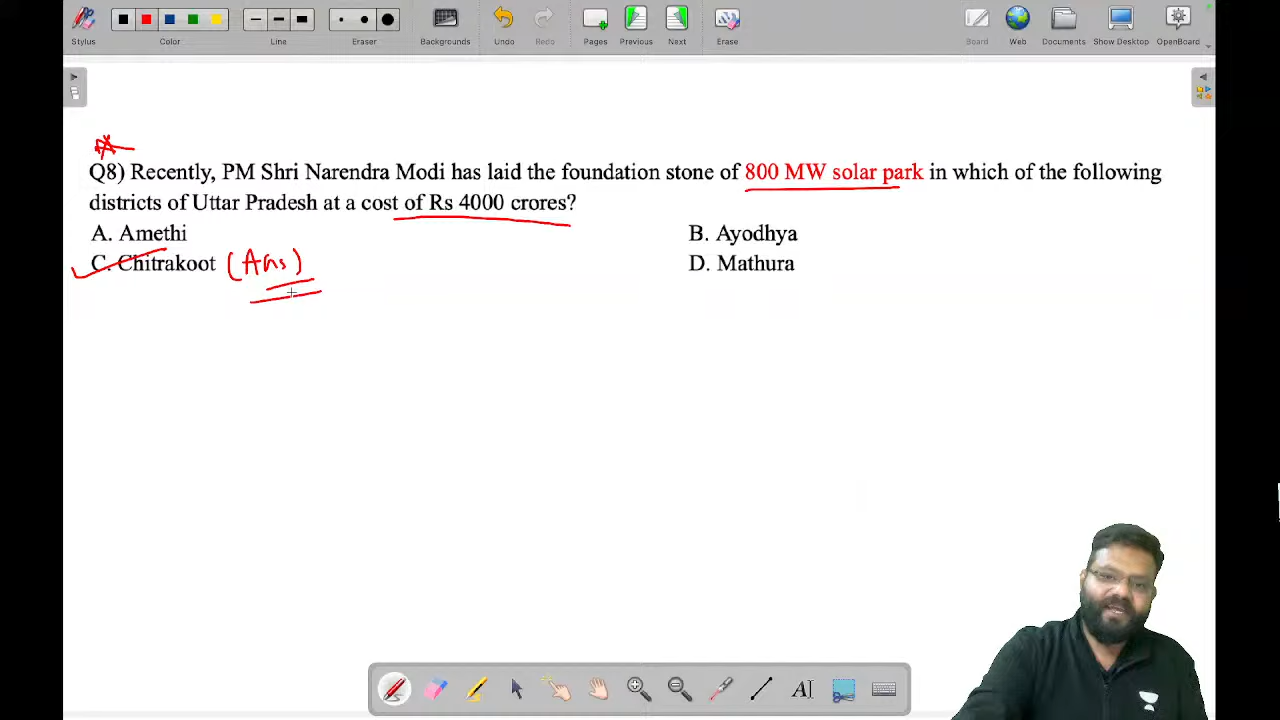 Stylus
Color
Line
Eraser
Backgrounds
Undo
Redo
Pages
Previous
Next
Erase
Board
Web
Documents
Show Desktop
OpenBoard
Q8) Recently, PM Shri Narendra Modi has laid the foundation stone of 800 MW solar park in which of the following
districts of Uttar Pradesh at a cost of Rs 4000 crores?
A. Amethi
B. Ayodhya
C. Chitrakoot (Ans)
D. Mathura